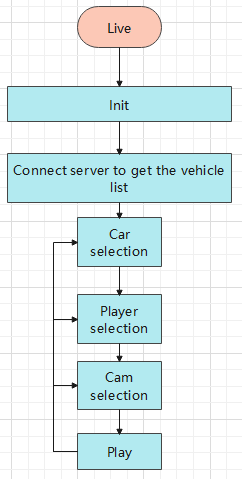 Live
Init
Connect server to get the vehicle
list
Car
selection
Player
selection
Cam
selection
Play